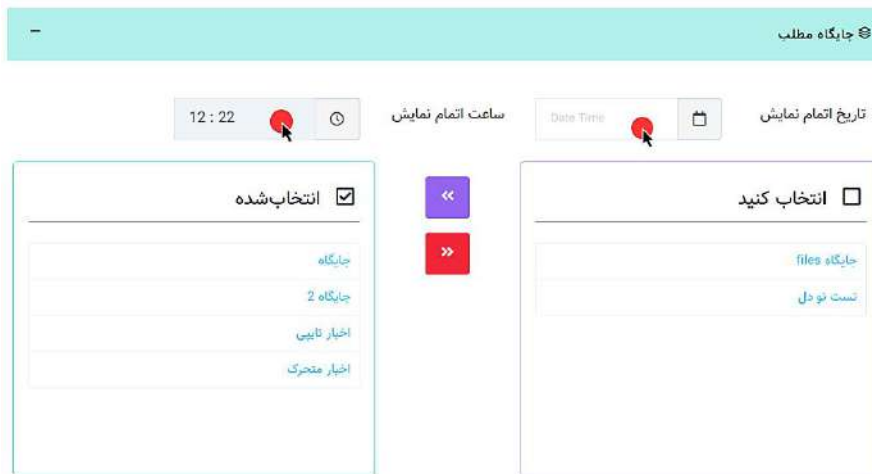 جایگاه مطلب
تاریخ اتمام نمایش
Date Time
ساعت اتمام نمایش
12 : 22
انتخاب کنید
جایگاه files
تست نو دل
انتخاب‌شده
جایگاه
جایگاه 2
اخبار تایپی
اخبار متحرک